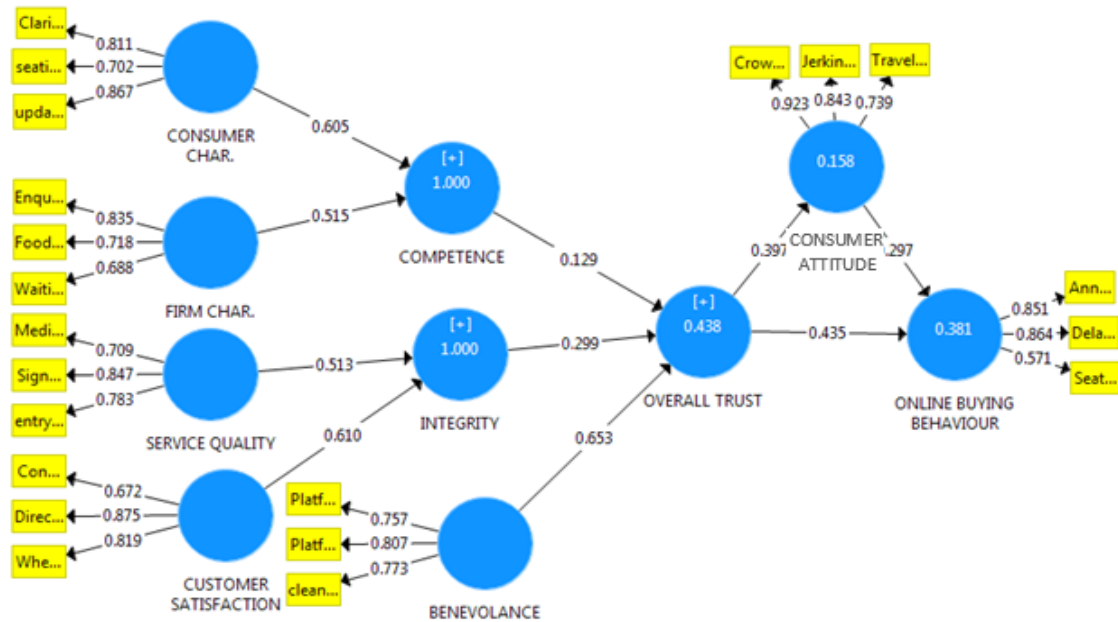 Clari...
seati...
upda...
0.811
0.702
0.867
CONSUMER
CHAR.
0.605
Enqu...
Food...
Waiti...
0.835
0.718
0.688
FIRM CHAR.
0.515
[+]
1.000
COMPETENCE
0.129
Medi...
Sign...
entry...
0.709
0.847
0.783
SERVICE QUALITY
0.513
[+]
1.000
INTEGRITY
0.299
Con...
Direc...
Whe...
0.672
0.875
0.819
CUSTOMER
SATISFACTION
0.610
Platf...
Platf...
clean...
0.757
0.807
0.773
BENEVOLANCE
0.653
[+]
0.438
OVERALL TRUST
0.397
0.435
Crow...
Jerkin...
Travel...
0.923
0.843
0.739
0.158
CONSUMER
ATTITUDE
.297
0.381
ONLINE BUYING
BEHAVIOUR
0.851
0.864
0.571
Ann...
Dela...
Seat...